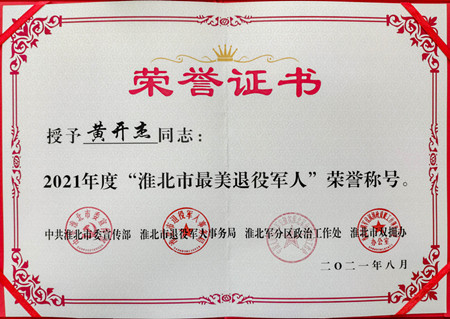 荣誉证书
授予 黄开杰 同志：
2021年度“淮北市最美退役军人”荣誉称号。
中共淮北市委宣传部 淮北市退役军人事务局 淮北军分区政治工作处 淮北市双拥办
二〇二一年八月